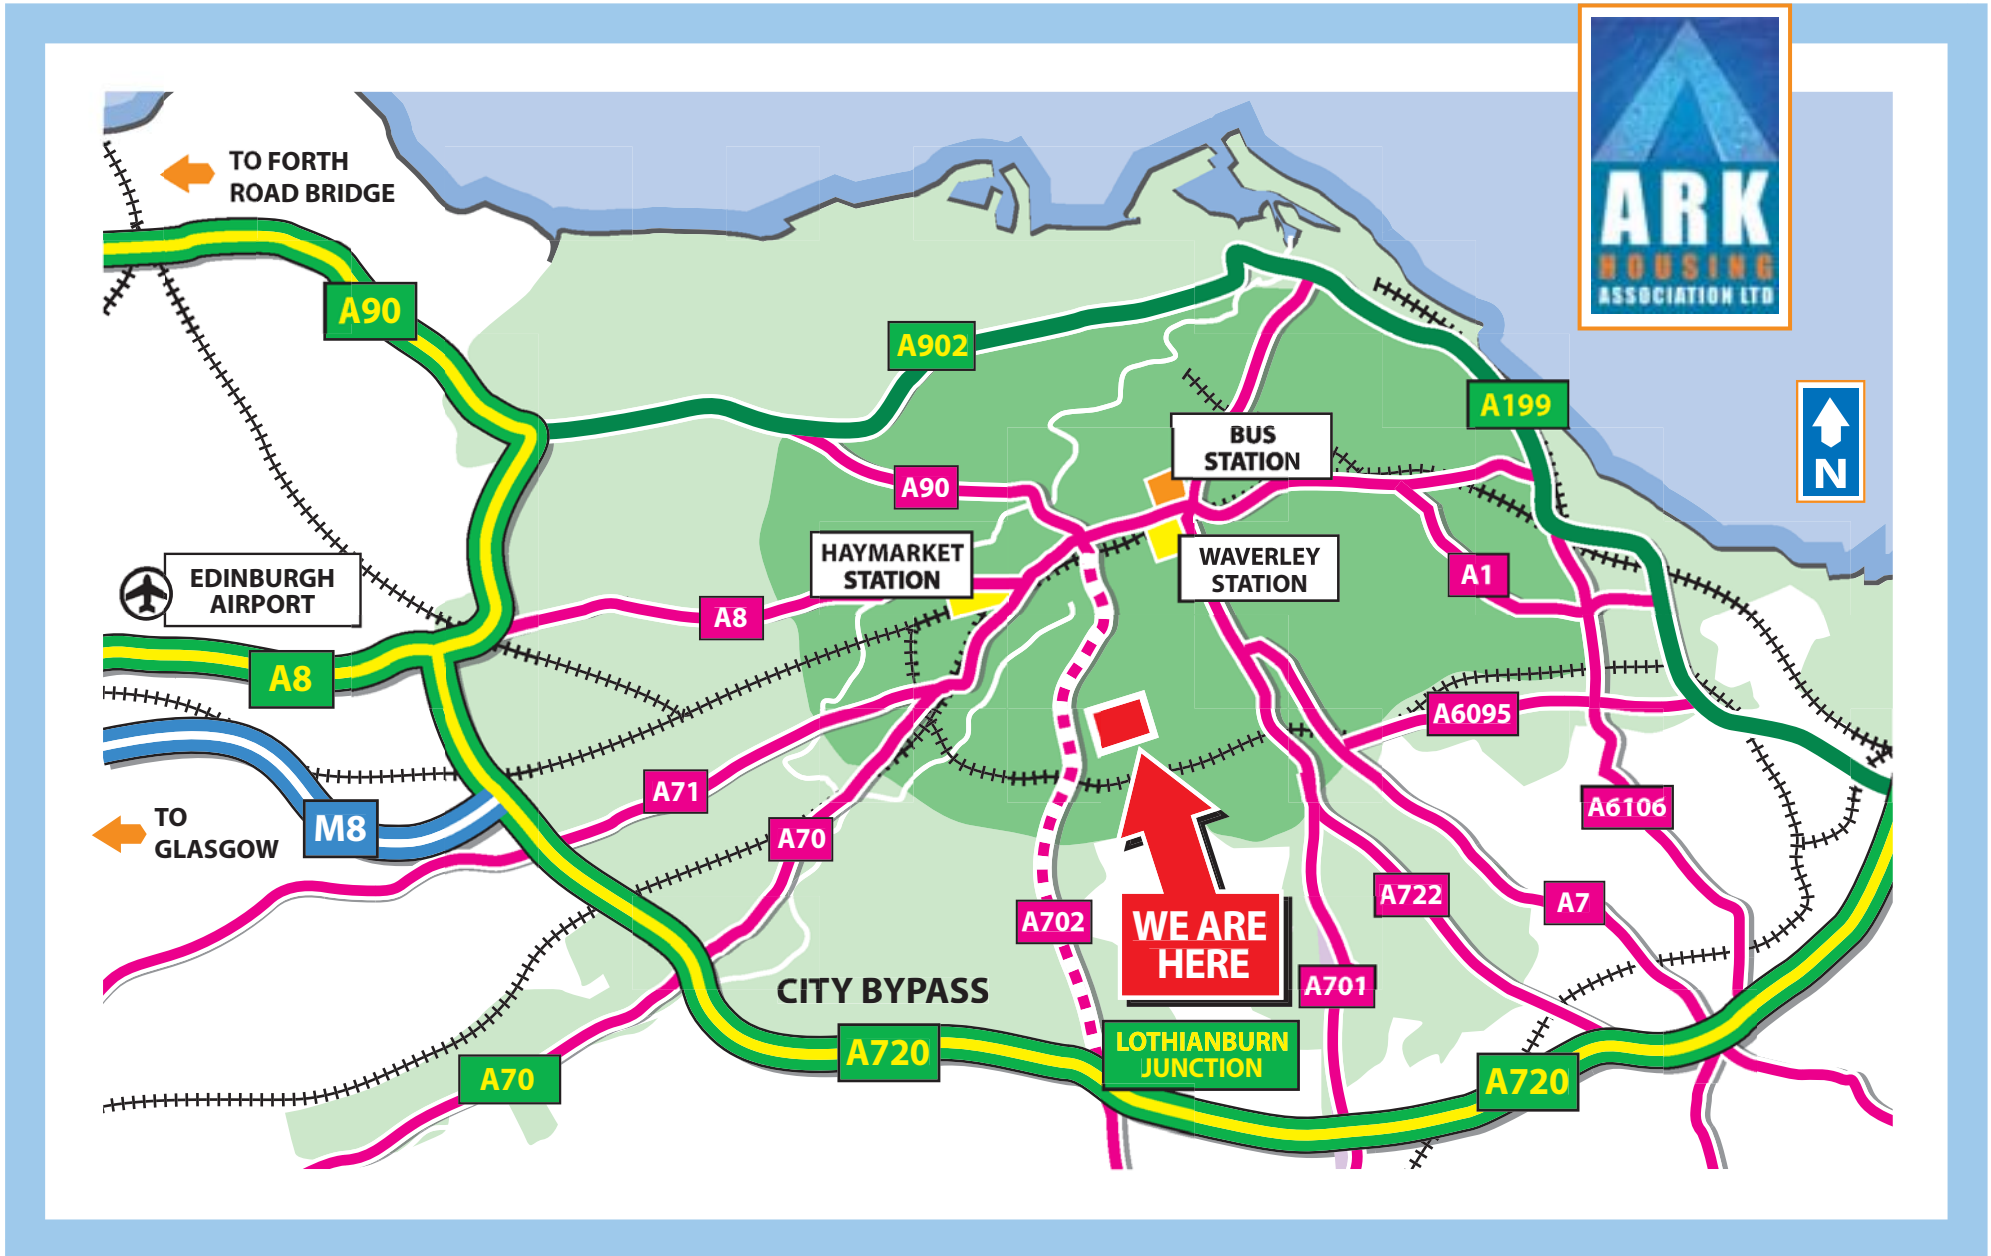 ARK
HOUSING
ASSOCIATION LTD
TO FORTH
ROAD BRIDGE
A90
A902
A199
BUS
STATION
N
A90
HAYMARKET
STATION
WAVERLEY
STATION
A1
EDINBURGH
AIRPORT
A8
A8
A6095
A71
A6106
TO
GLASGOW
M8
A70
A722
A7
A702
WE ARE
HERE
A701
CITY BYPASS
LOTHIANBURN
JUNCTION
A720
A70
A720